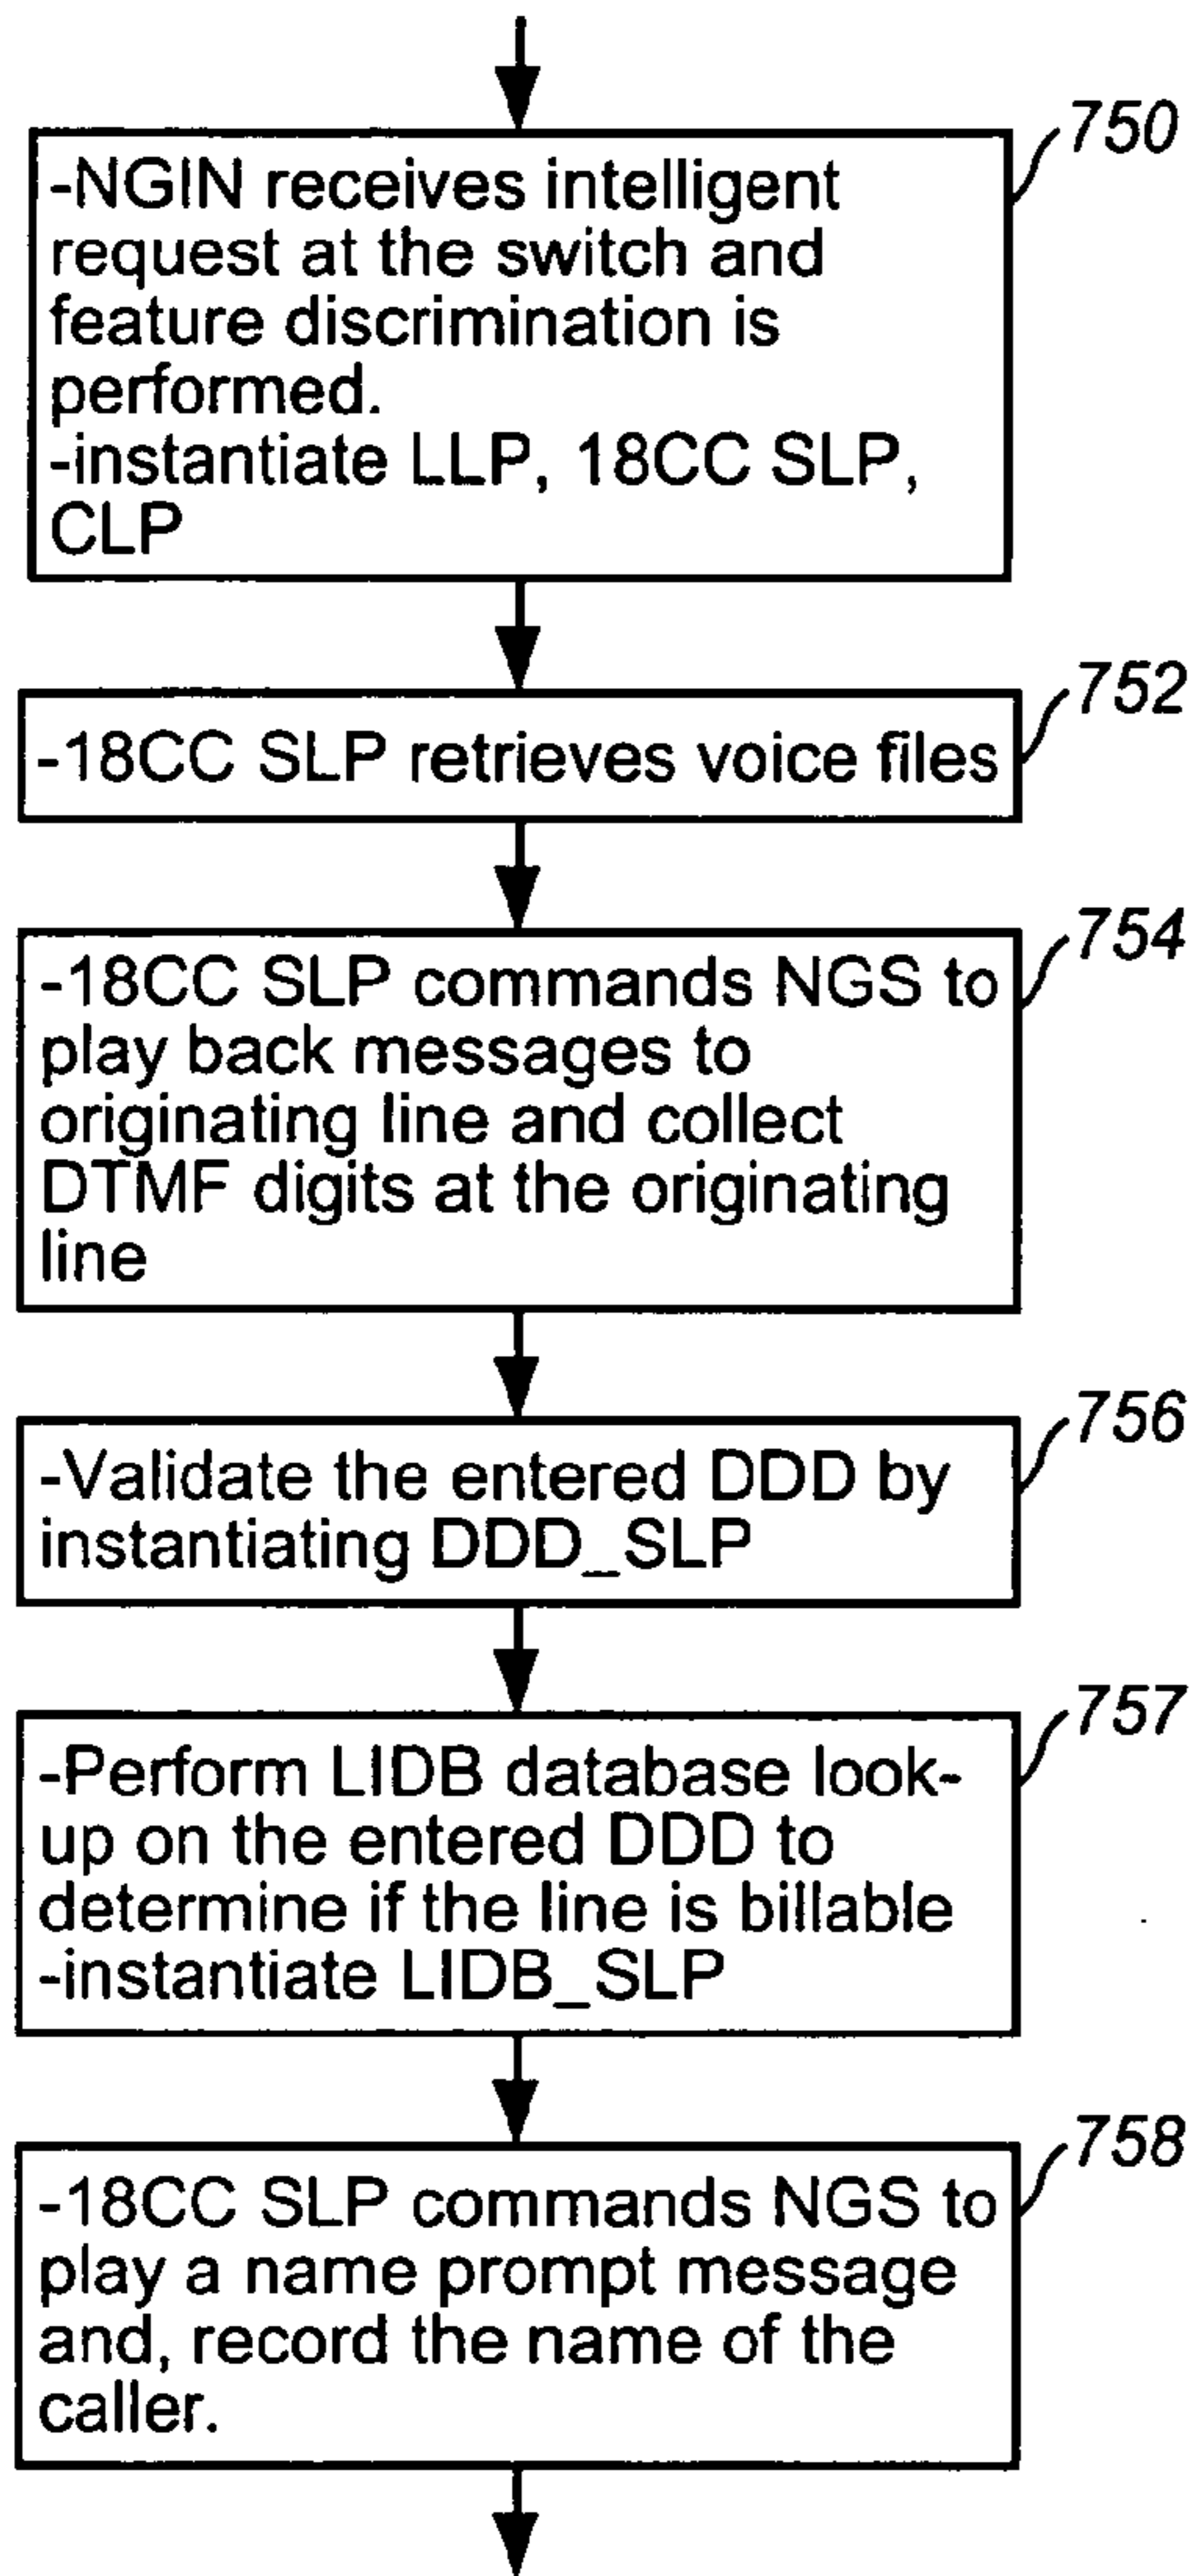 750
-NGIN receives intelligent
request at the switch and
feature discrimination is
performed.
-instantiate LLP, 18CC SLP,
CLP
752
-18CC SLP retrieves voice files
754
-18CC SLP commands NGS to
play back messages to
originating line and collect
DTMF digits at the originating
line
756
-Validate the entered DDD by
instantiating DDD_SLP
757
-Perform LIDB database look-
up on the entered DDD to
determine if the line is billable
-instantiate LIDB_SLP
758
-18CC SLP commands NGS to
play a name prompt message
and, record the name of the
caller.